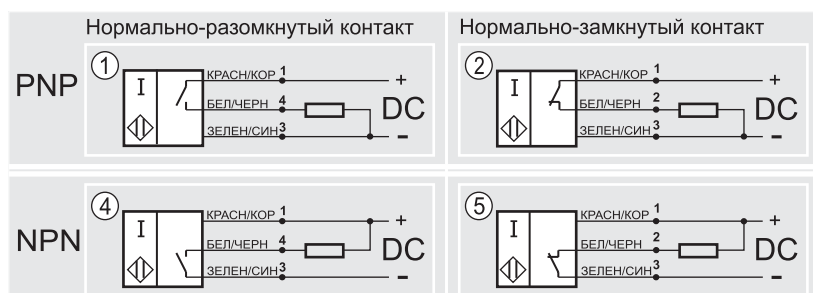 Нормально-разомкнутый контакт
Нормально-замкнутый контакт
PNP
1
I
КРАСН/КОР 1
БЕЛ/ЧЕРН 4
ЗЕЛЕН/СИН 3
+
DC
-
2
I
КРАСН/КОР 1
БЕЛ/ЧЕРН 2
ЗЕЛЕН/СИН 3
+
DC
-
NPN
4
I
КРАСН/КОР 1
БЕЛ/ЧЕРН 4
ЗЕЛЕН/СИН 3
+
DC
-
5
I
КРАСН/КОР 1
БЕЛ/ЧЕРН 2
ЗЕЛЕН/СИН 3
+
DC
-